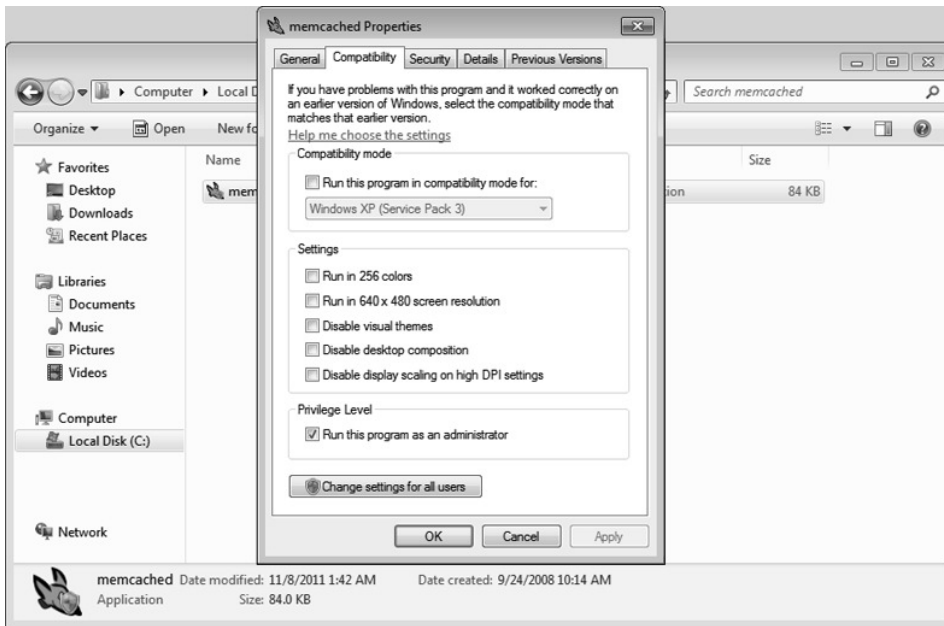 memcached Properties
General Compatibility Security Details Previous Versions
If you have problems with this program and it worked correctly on
an earlier version of Windows, select the compatibility mode that
matches that earlier version.
Help me choose the settings
Compatibility mode
Run this program in compatibility mode for:
Windows XP (Service Pack 3)
Settings
Run in 256 colors
Run in 640 x 480 screen resolution
Disable visual themes
Disable desktop composition
Disable display scaling on high DPI settings
Privilege Level
Run this program as an administrator
Change settings for all users
OK Cancel Apply
Computer Local D
Search memcached
Organize Open New fo
Name Size
mem ion 84 KB
Favorites
Desktop
Downloads
Recent Places
Libraries
Documents
Music
Pictures
Videos
Computer
Local Disk (C:)
Network
memcached Date modified: 11/8/2011 1:42 AM Date created: 9/24/2008 10:14 AM
Application Size: 84.0 KB